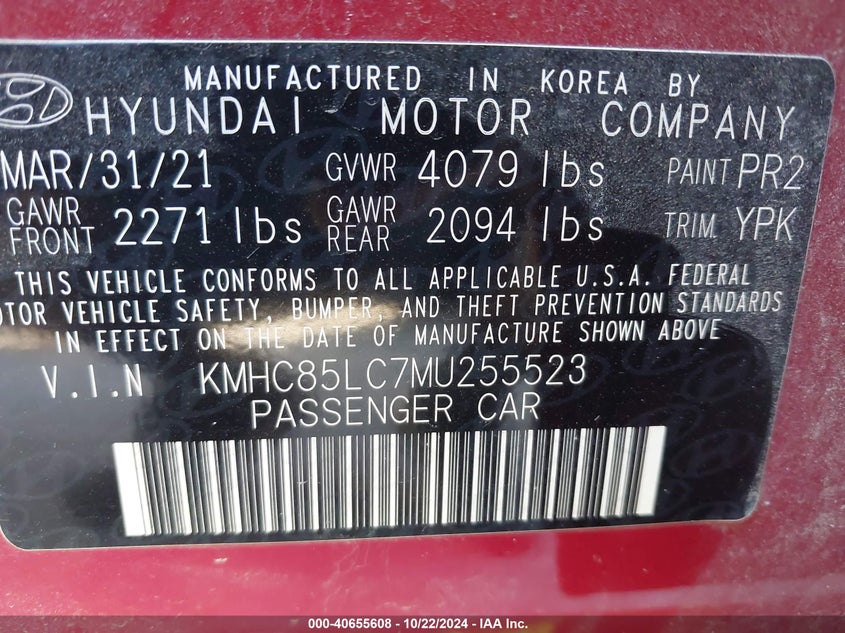 MANUFACTURED IN KOREA BY
HYUNDAI MOTOR COMPANY
MAR/31/21 GVWR 4079 lbs PAINT PR2
GAWR FRONT 2271 lbs GAWR REAR 2094 lbs TRIM YPK
THIS VEHICLE CONFORMS TO ALL APPLICABLE U.S.A. FEDERAL
OTOR VEHICLE SAFETY, BUMPER, AND THEFT PREVENTION STANDARDS
IN EFFECT ON THE DATE OF MANUFACTURE SHOWN ABOVE
V.I.N KMHC85LC7MU255523
PASSENGER CAR
000-40655608 - 10/22/2024 - IAA Inc.